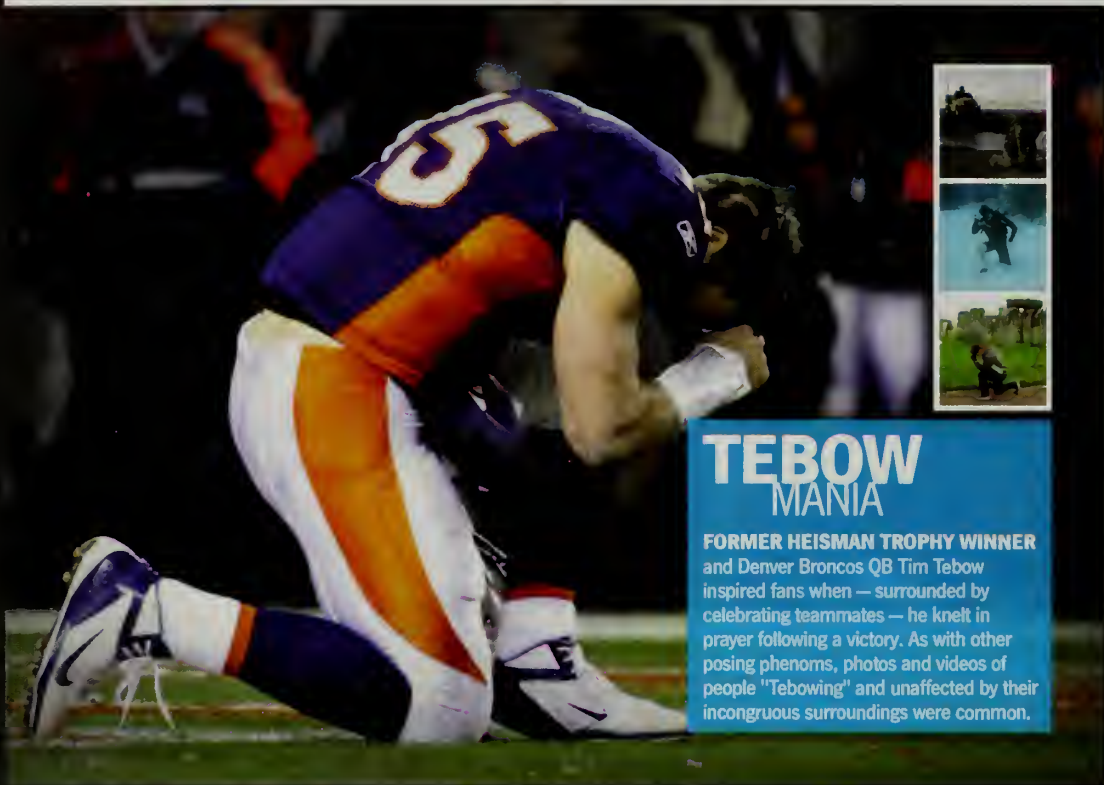 15
TEBOW
MANIA
FORMER HEISMAN TROPHY WINNER
and Denver Broncos QB Tim Tebow
inspired fans when — surrounded by
celebrating teammates — he knelt in
prayer following a victory. As with other
posing phenoms, photos and videos of
people "Tebowing" and unaffected by their
incongruous surroundings were common.